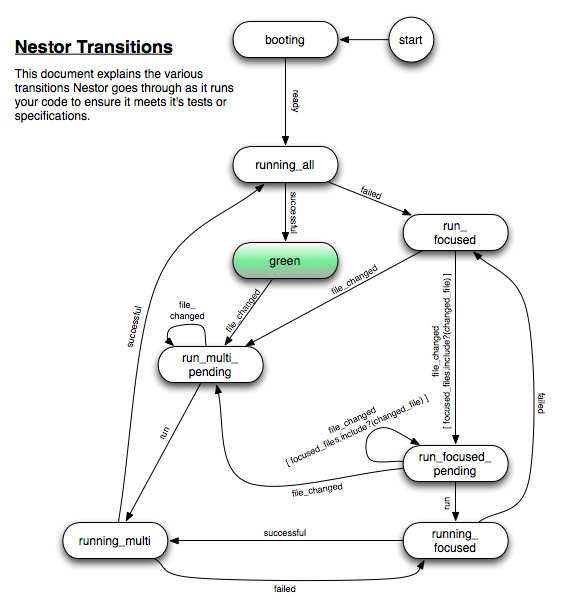 Nestor Transitions
This document explains the various
transitions Nestor goes through as it runs
your code to ensure it meets it's tests or
specifications.
booting
start
ready
running_all
failed
successful
run_
focused
green
file_changed
file_changed
file_
changed
run_multi_
pending
successful
file_changed
[ focused_files.include?(changed_file) ]
file_changed
[ focused_files.include?(changed_file) ]
run
failed
run_focused_
pending
file_changed
run
running_multi
successful
running_
focused
failed